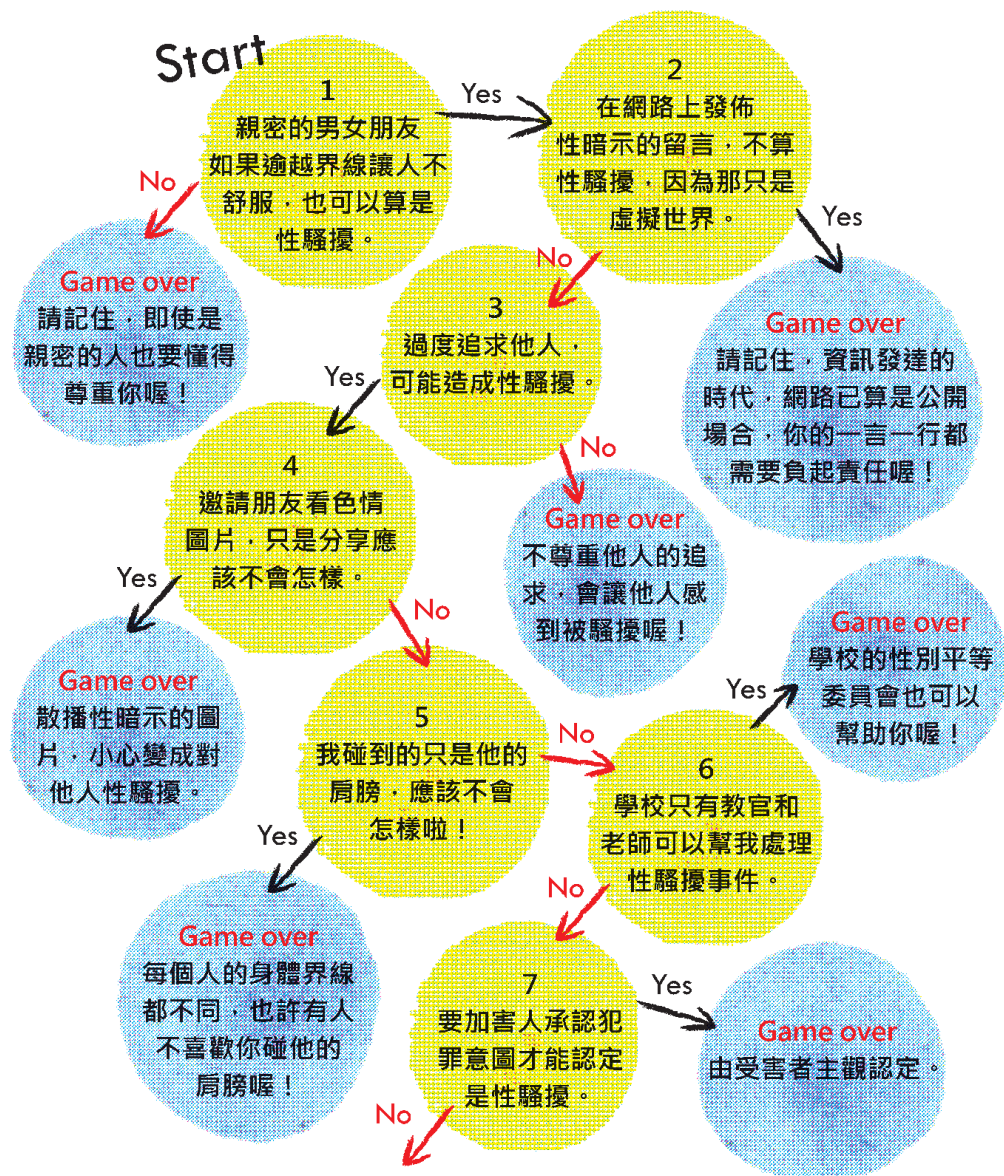 Start
1
親密的男女朋友
如果逾越界線讓人不
舒服，也可以算是
性騷擾。
Yes
No
2
在網路上發佈
性暗示的留言，不算
性騷擾，因為那只是
虛擬世界。
Yes
No
Game over
請記住，即使是
親密的人也要懂得
尊重你喔！
Game over
請記住，資訊發達的
時代，網路已算是公開
場合，你的一言一行都
需要負起責任喔！
3
過度追求他人，
可能造成性騷擾。
Yes
No
4
邀請朋友看色情
圖片，只是分享應
該不會怎樣。
Yes
No
Game over
不尊重他人的追
求，會讓他人感
到被騷擾喔！
Game over
散播性暗示的圖
片，小心變成對
他人性騷擾。
5
我碰到的只是他的
肩膀，應該不會
怎樣啦！
Yes
No
Game over
學校的性別平等
委員會也可以
幫助你喔！
6
學校只有教官和
老師可以幫我處理
性騷擾事件。
Yes
No
Game over
每個人的身體界線
都不同，也許有人
不喜歡你碰他的
肩膀喔！
7
要加害人承認犯
罪意圖才能認定
是性騷擾。
Yes
No
Game over
由受害者主觀認定。